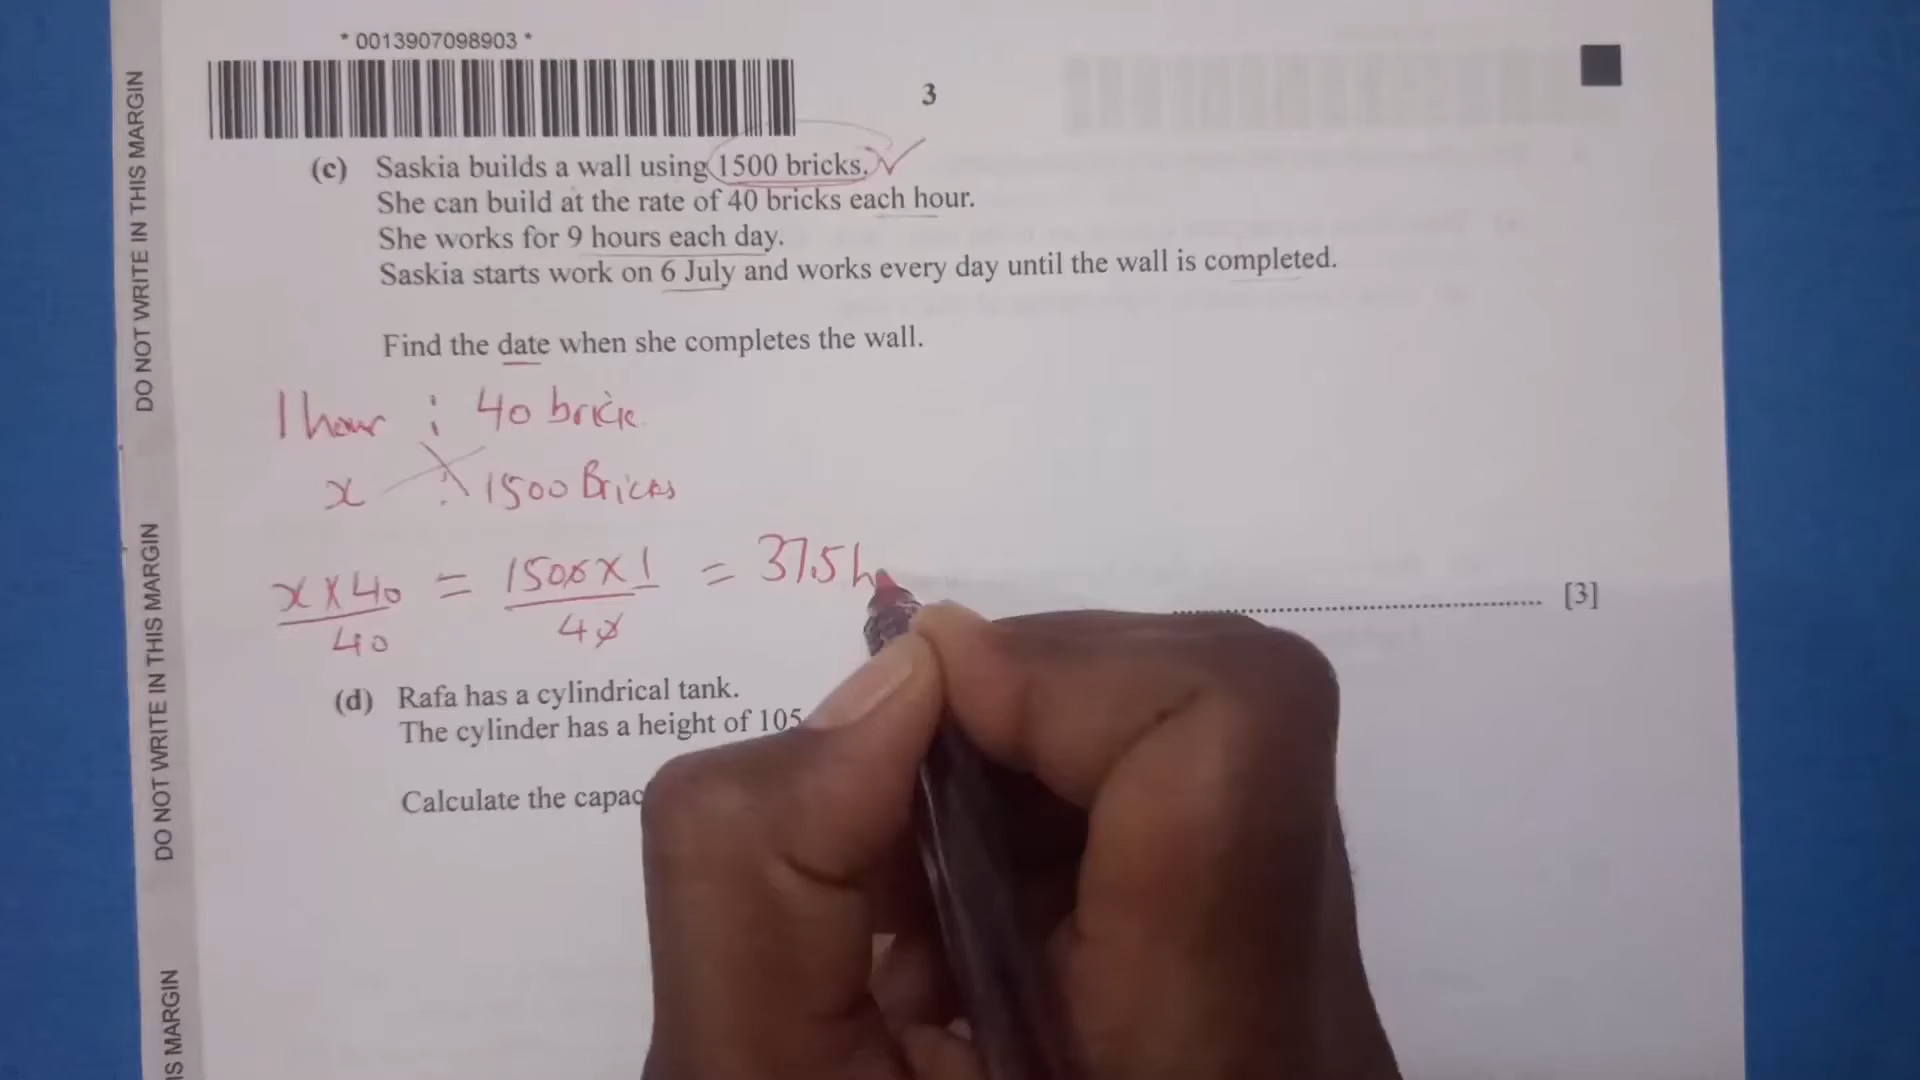 * 0013907098903 *
3
DO NOT WRITE IN THIS MARGIN
(c) Saskia builds a wall using 1500 bricks.
She can build at the rate of 40 bricks each hour.
She works for 9 hours each day.
Saskia starts work on 6 July and works every day until the wall is completed.
Find the date when she completes the wall.
1 hour : 40 brick
x : 1500 Bricks
x × 40 = 1500 × 1 = 37.5 h
40 40
[3]
DO NOT WRITE IN THIS MARGIN
(d) Rafa has a cylindrical tank.
The cylinder has a height of 105
Calculate the capac
IS MARGIN